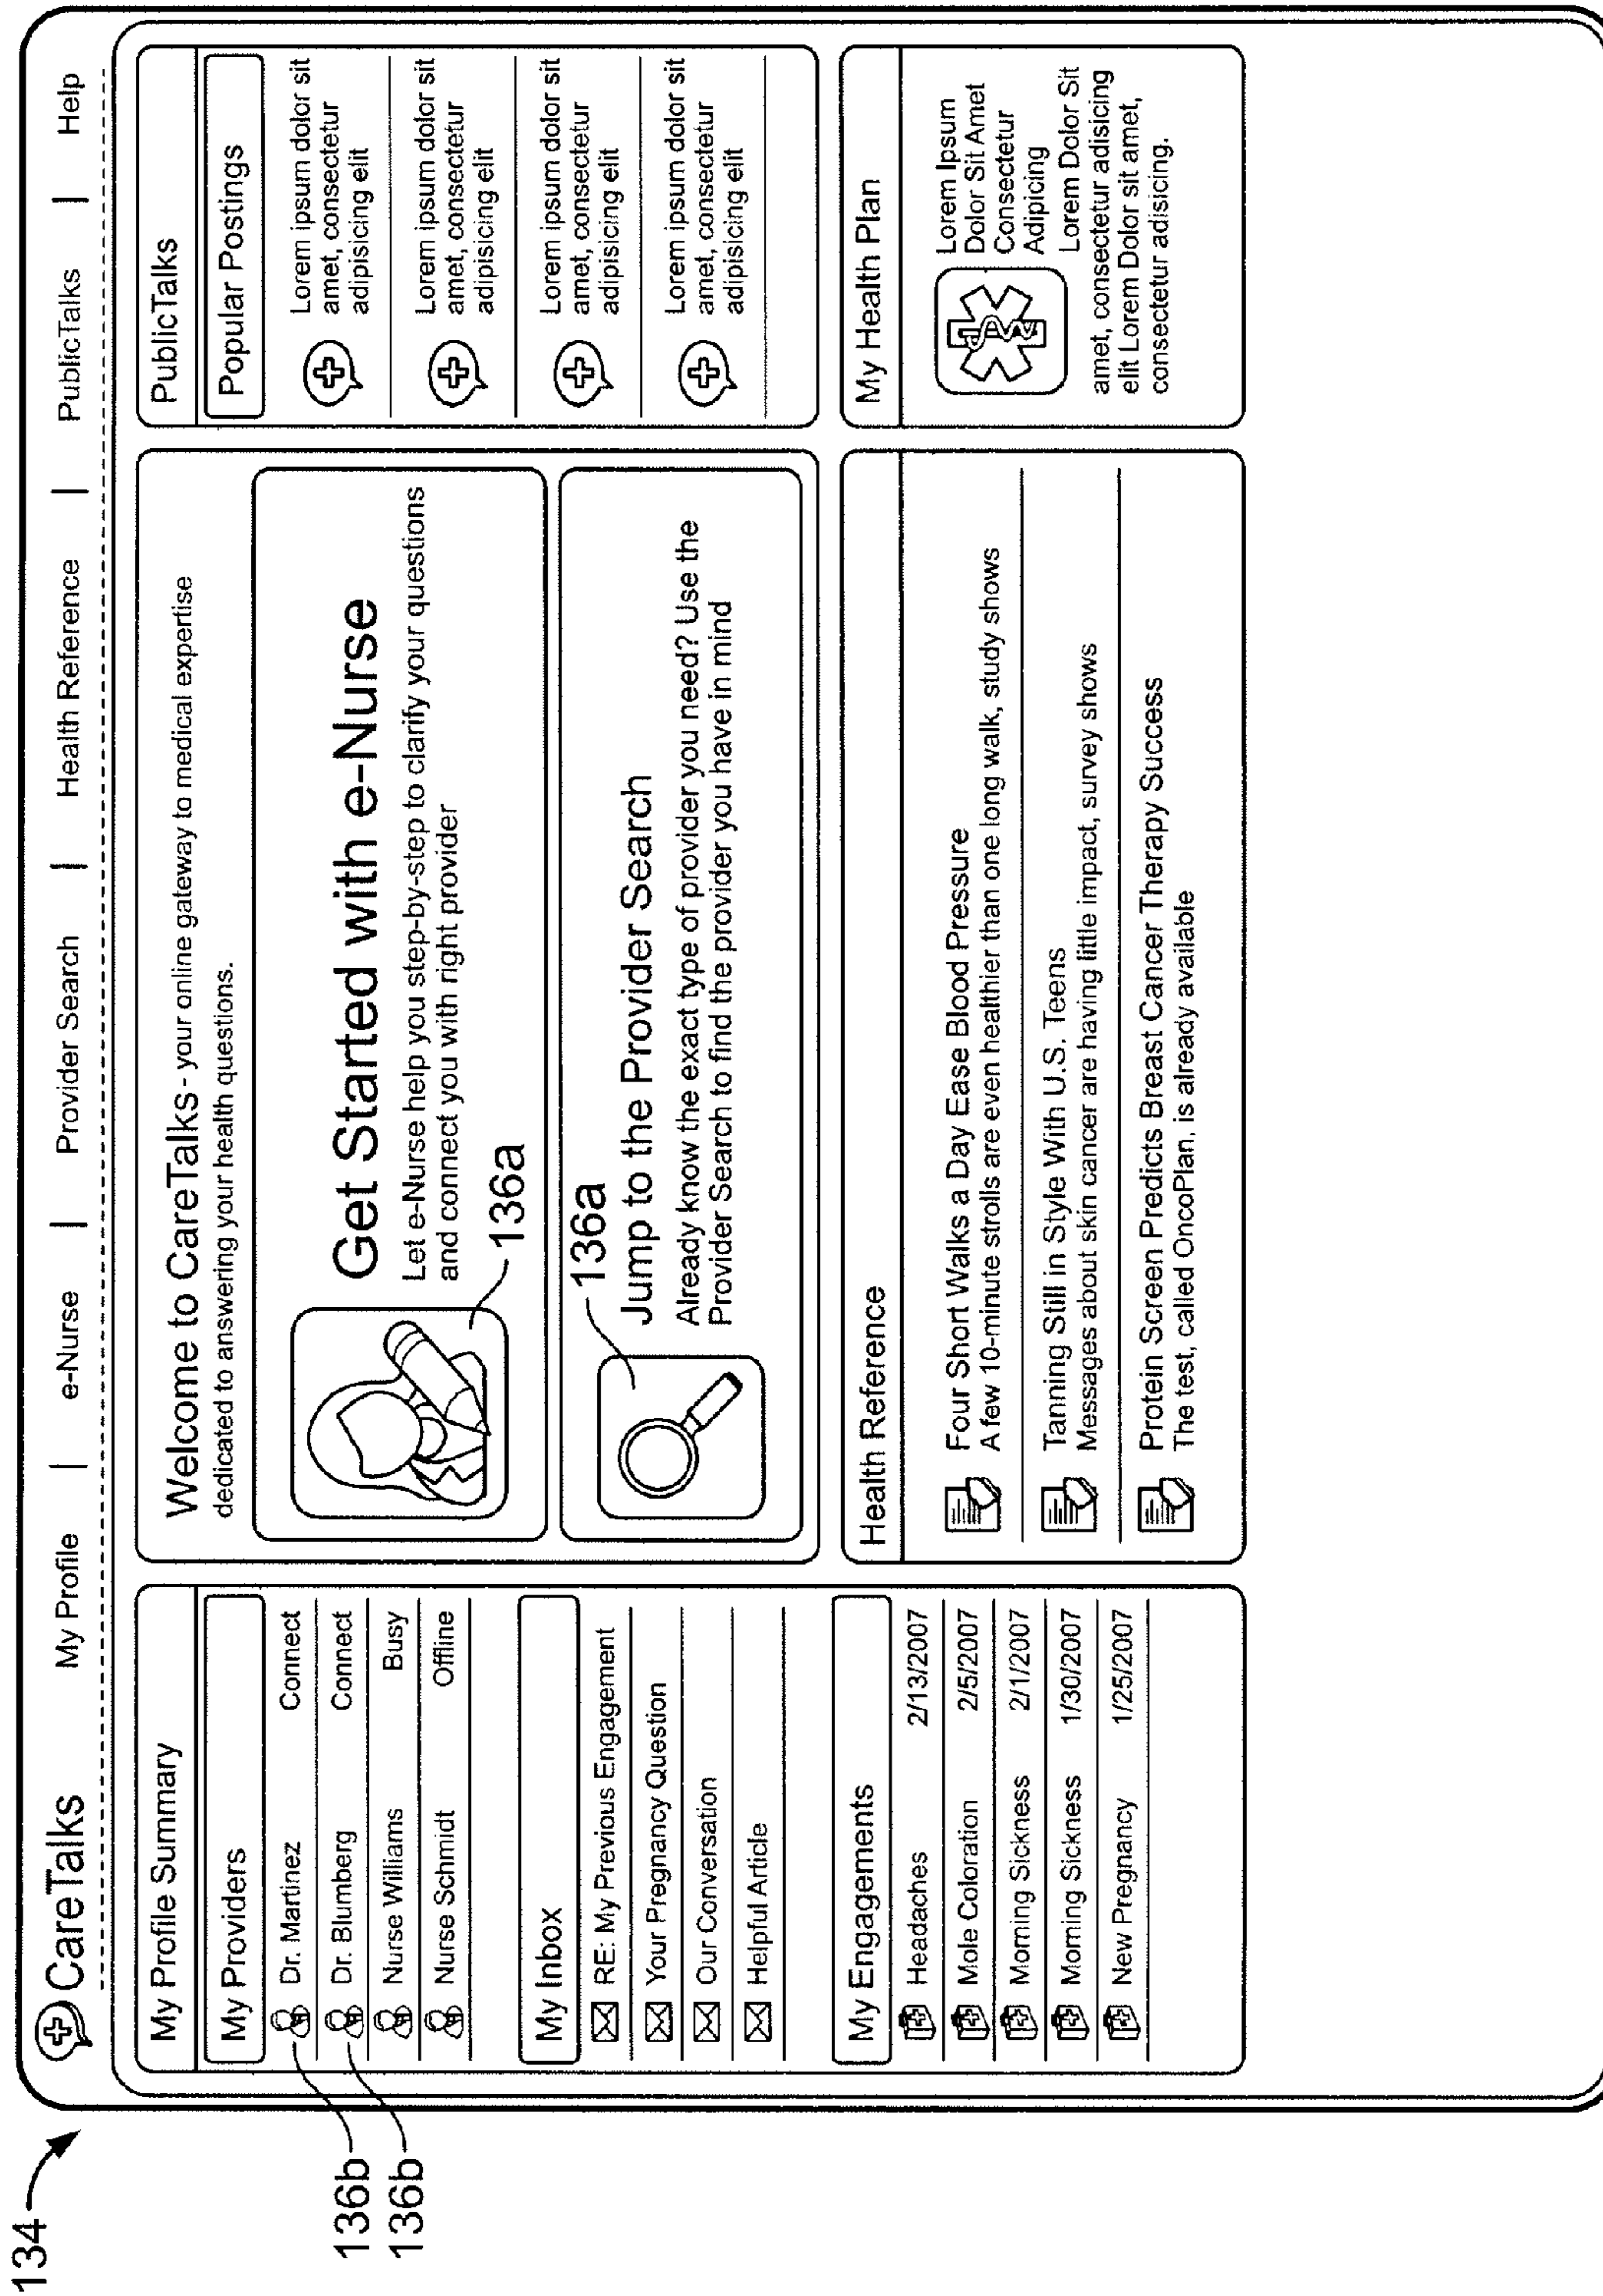 134
CareTalks
My Profile | e-Nurse | Provider Search | Health Reference | PublicTalks | Help
My Profile Summary
My Providers
Dr. Martinez Connect
Dr. Blumberg Connect
Nurse Williams Busy
Nurse Schmidt Offline
136b
136b
My Inbox
RE: My Previous Engagement
Your Pregnancy Question
Our Conversation
Helpful Article
My Engagements
Headaches 2/13/2007
Mole Coloration 2/5/2007
Morning Sickness 2/1/2007
Morning Sickness 1/30/2007
New Pregnancy 1/25/2007
Welcome to CareTalks - your online gateway to medical expertise
dedicated to answering your health questions.
Get Started with e-Nurse
Let e-Nurse help you step-by-step to clarify your questions
and connect you with right provider
136a
136a
Jump to the Provider Search
Already know the exact type of provider you need? Use the
Provider Search to find the provider you have in mind
Health Reference
Four Short Walks a Day Ease Blood Pressure
A few 10-minute strolls are even healthier than one long walk, study shows
Tanning Still in Style With U.S. Teens
Messages about skin cancer are having little impact, survey shows
Protein Screen Predicts Breast Cancer Therapy Success
The test, called OncoPlan, is already available
PublicTalks
Popular Postings
Lorem ipsum dolor sit
amet, consectetur
adipisicing elit
Lorem ipsum dolor sit
amet, consectetur
adipisicing elit
Lorem ipsum dolor sit
amet, consectetur
adipisicing elit
Lorem ipsum dolor sit
amet, consectetur
adipisicing elit
My Health Plan
Lorem Ipsum
Dolor Sit Amet
Consectetur
Adipicing
Lorem Dolor Sit
amet, consectetur adisicing
elit Lorem Dolor sit amet,
consectetur adisicing.